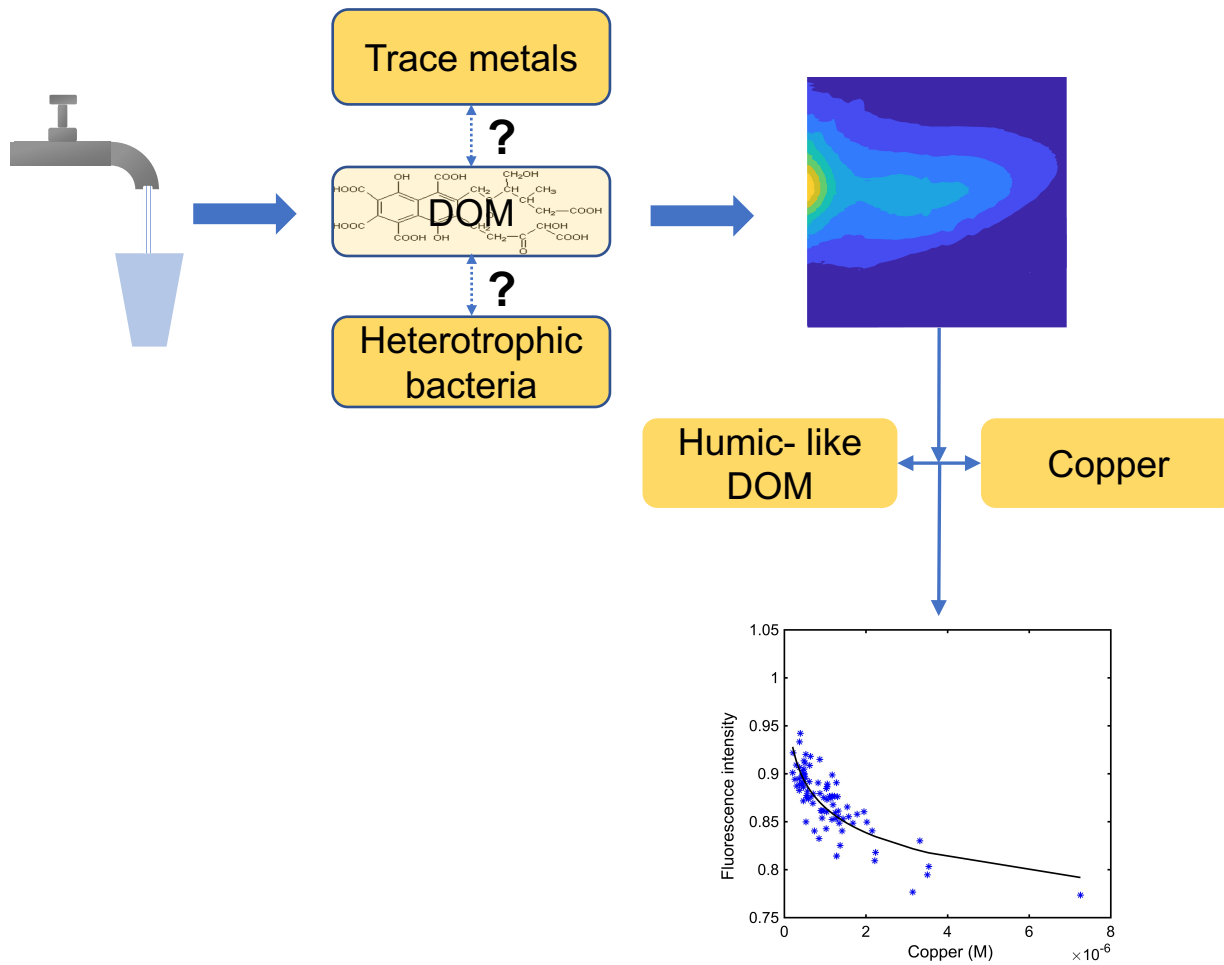 Trace metals
?
OH
COOH
CH₂OH
HOOC
CH₂
CH₃
HOOC
DOM
CH₂
COOH
HOOC
COOH
OH
CH₂
CHOH
COOH
O
?
Heterotrophic
bacteria
Humic- like
DOM
Copper
1.05
1
0.95
0.9
0.85
0.8
0.75
Fluorescence intensity
0 2 4 6 8
Copper (M) ×10⁻⁶